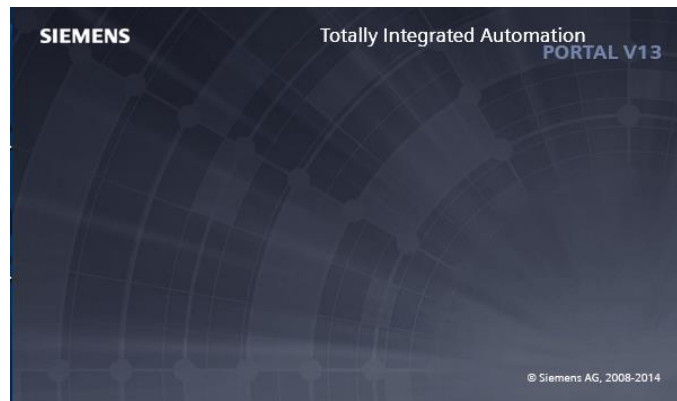 SIEMENS
Totally Integrated Automation
PORTAL V13
© Siemens AG, 2008-2014